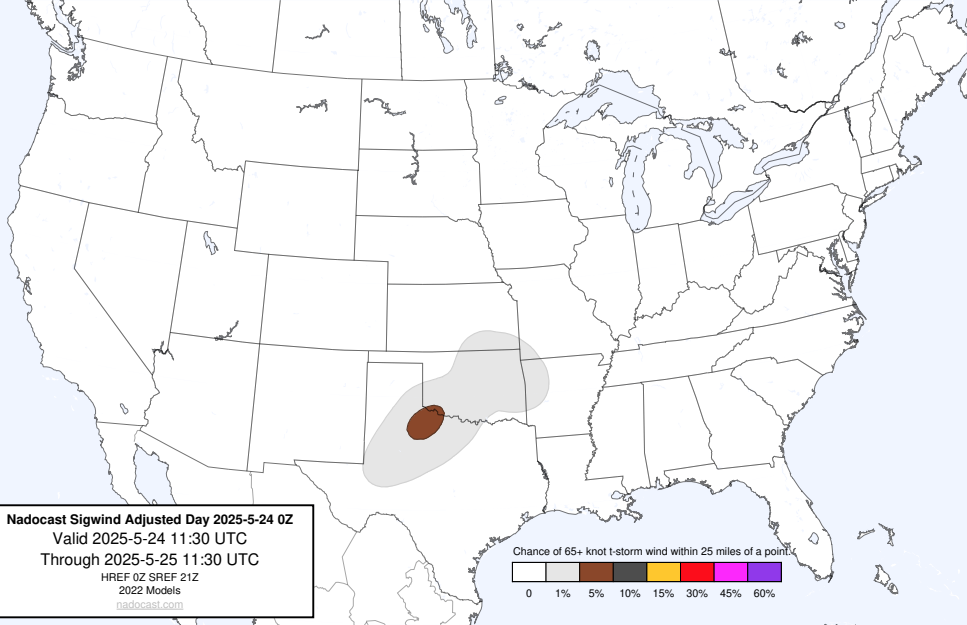 Nadocast Sigwind Adjusted Day 2025-5-24 0Z
Valid 2025-5-24 11:30 UTC
Through 2025-5-25 11:30 UTC
HREF 0Z SREF 21Z
2022 Models
nadocast.com
Chance of 65+ knot t-storm wind within 25 miles of a point.
0 1% 5% 10% 15% 30% 45% 60%